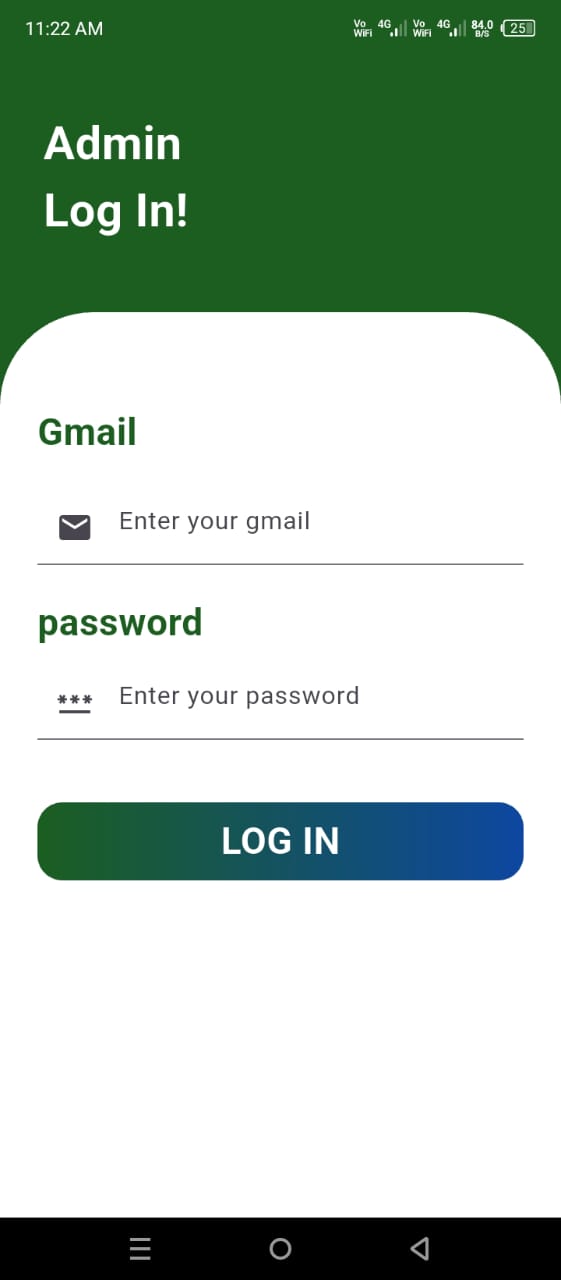 11:22 AM
Vo WiFi 4G Vo WiFi 4G 84.0 B/S 25
Admin
Log In!
Gmail
Enter your gmail
password
*** Enter your password
LOG IN